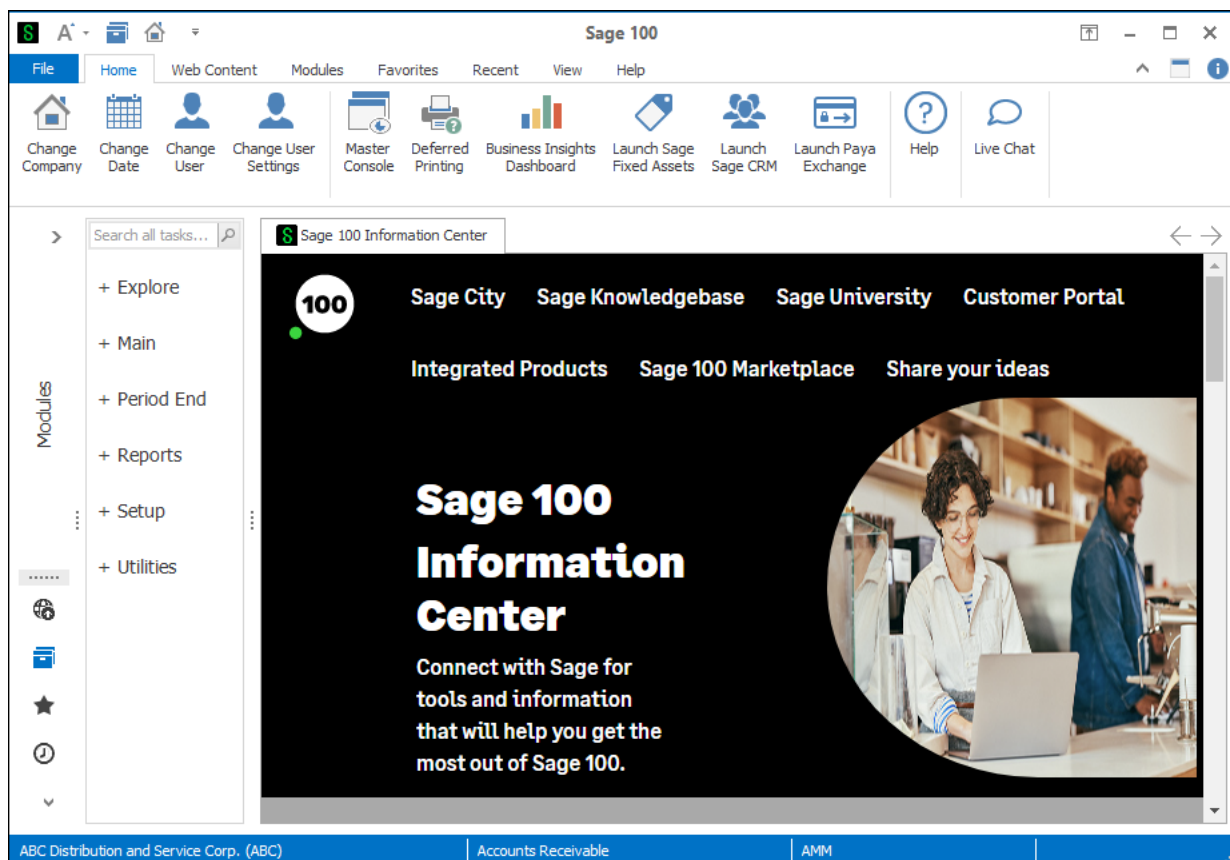 Sage 100
File Home Web Content Modules Favorites Recent View Help
Change Company
Change Date
Change User
Change User Settings
Master Console
Deferred Printing
Business Insights Dashboard
Launch Sage Fixed Assets
Launch Sage CRM
Launch Paya Exchange
Help
Live Chat
Modules
Search all tasks...
+ Explore
+ Main
+ Period End
+ Reports
+ Setup
+ Utilities
Sage 100 Information Center
100
Sage City Sage Knowledgebase Sage University Customer Portal
Integrated Products Sage 100 Marketplace Share your ideas
Sage 100
Information
Center
Connect with Sage for
tools and information
that will help you get the
most out of Sage 100.
ABC Distribution and Service Corp. (ABC) Accounts Receivable AMM